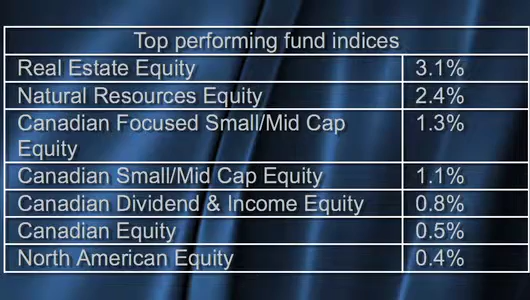 Top performing fund indices
Real Estate Equity 3.1%
Natural Resources Equity 2.4%
Canadian Focused Small/Mid Cap 1.3%
Equity
Canadian Small/Mid Cap Equity 1.1%
Canadian Dividend & Income Equity 0.8%
Canadian Equity 0.5%
North American Equity 0.4%